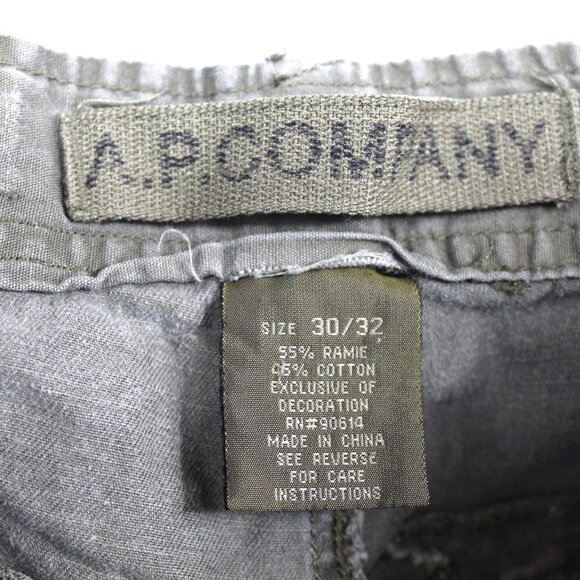 A.P.COMPANY
SIZE 30/32
55% RAMIE
45% COTTON
EXCLUSIVE OF
DECORATION
RN#90614
MADE IN CHINA
SEE REVERSE
FOR CARE
INSTRUCTIONS